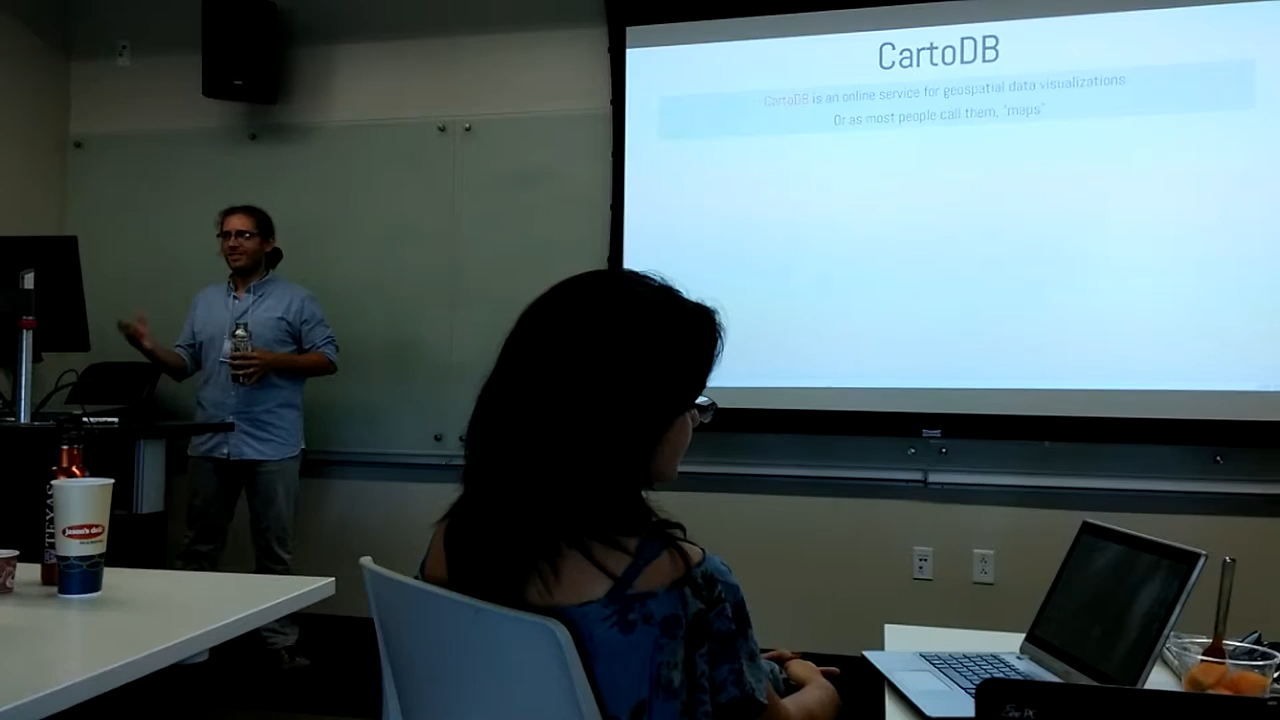 CartoDB
CartoDB is an online service for geospatial data visualizations
Or as most people call them, "maps"
TEXAS
Jason's deli